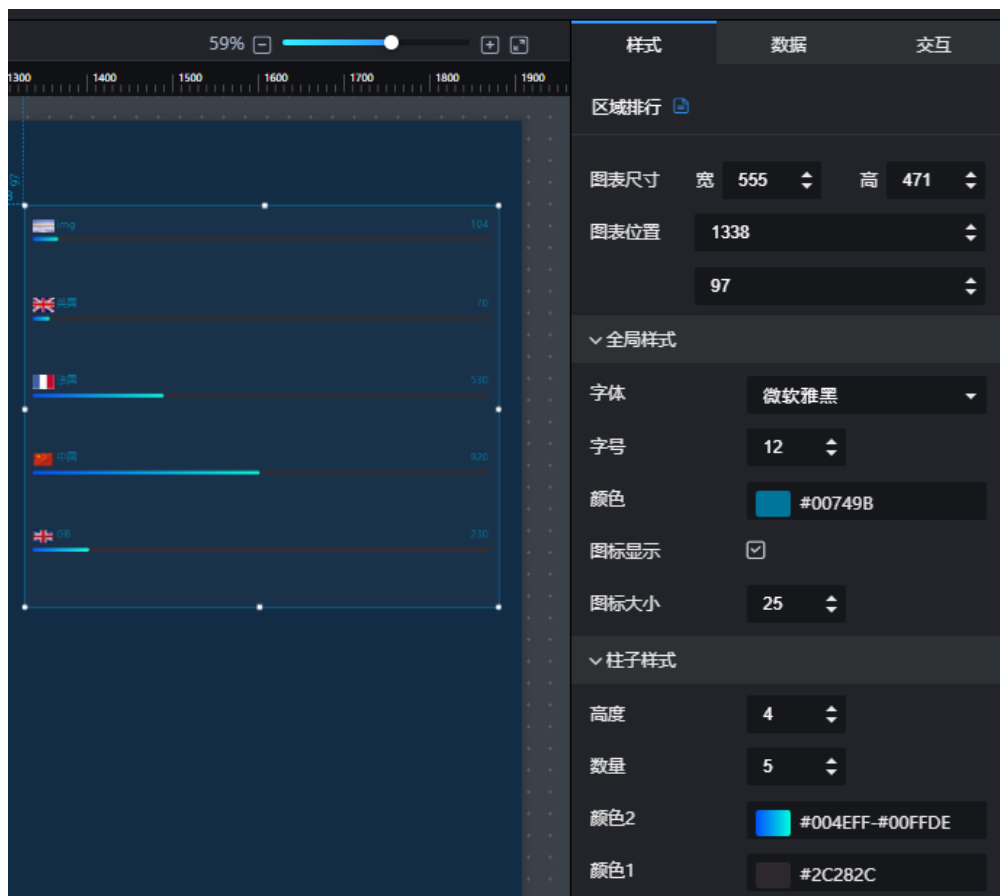 59%
样式 数据 交互
1300 1400 1500 1600 1700 1800 1900
区域排行
97
图表尺寸 宽 555 高 471
图表位置 1338
97
img 104
英国 70
法国 530
中国 920
GB 230
全局样式
字体 微软雅黑
字号 12
颜色 #00749B
图标显示
图标大小 25
柱子样式
高度 4
数量 5
颜色2 #004EFF-#00FFDE
颜色1 #2C282C